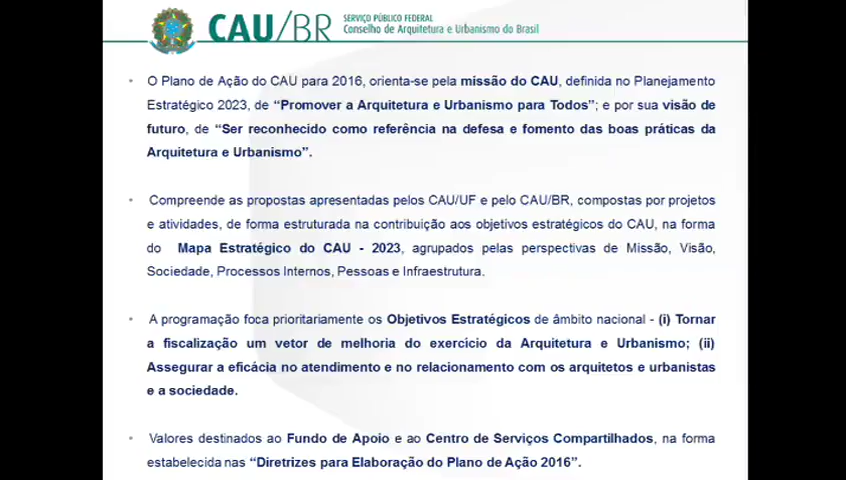 CAU/BR
SERVIÇO PÚBLICO FEDERAL
Conselho de Arquitetura e Urbanismo do Brasil
• O Plano de Ação do CAU para 2016, orienta-se pela missão do CAU, definida no Planejamento
Estratégico 2023, de “Promover a Arquitetura e Urbanismo para Todos”; e por sua visão de
futuro, de “Ser reconhecido como referência na defesa e fomento das boas práticas da
Arquitetura e Urbanismo”.
• Compreende as propostas apresentadas pelos CAU/UF e pelo CAU/BR, compostas por projetos
e atividades, de forma estruturada na contribuição aos objetivos estratégicos do CAU, na forma
do Mapa Estratégico do CAU - 2023, agrupados pelas perspectivas de Missão, Visão,
Sociedade, Processos Internos, Pessoas e Infraestrutura.
• A programação foca prioritariamente os Objetivos Estratégicos de âmbito nacional - (i) Tornar
a fiscalização um vetor de melhoria do exercício da Arquitetura e Urbanismo; (ii)
Assegurar a eficácia no atendimento e no relacionamento com os arquitetos e urbanistas
e a sociedade.
• Valores destinados ao Fundo de Apoio e ao Centro de Serviços Compartilhados, na forma
estabelecida nas “Diretrizes para Elaboração do Plano de Ação 2016”.